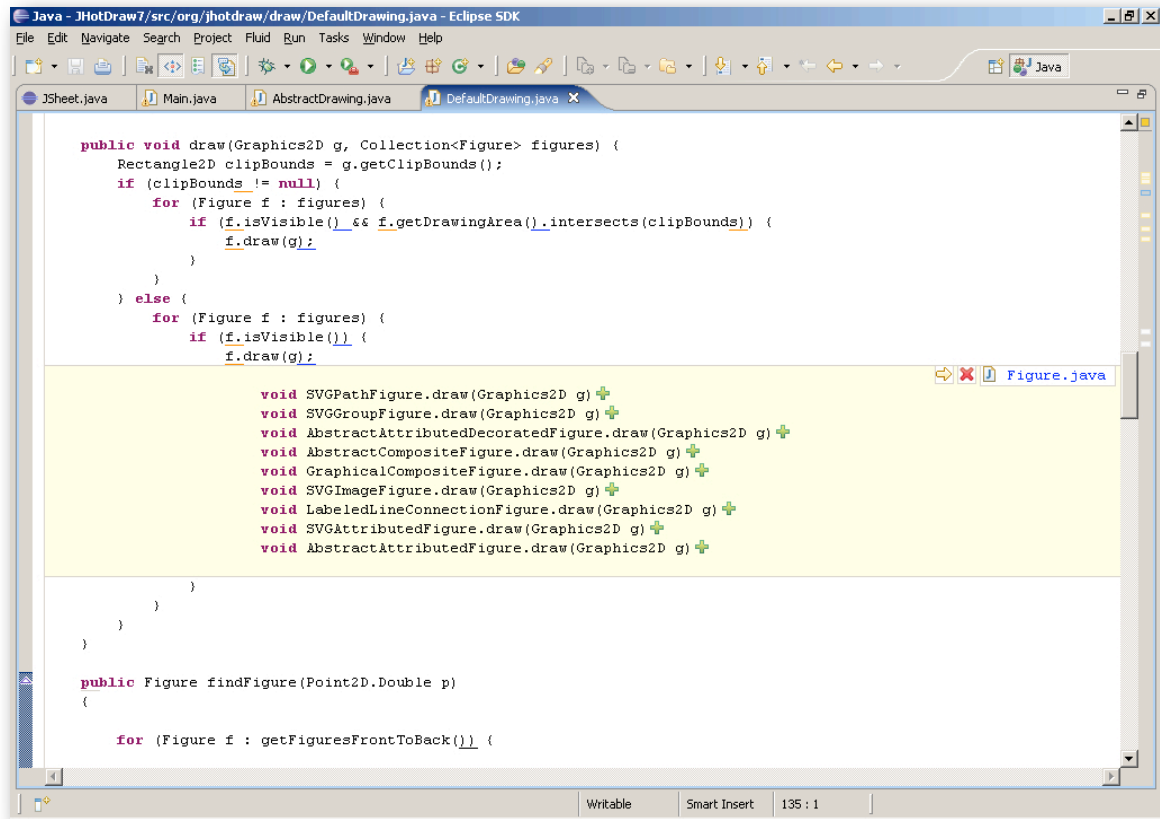 Java - JHotDraw7/src/org/jhotdraw/draw/DefaultDrawing.java - Eclipse SDK
File Edit Navigate Search Project Fluid Run Tasks Window Help
Java
JSheet.java Main.java AbstractDrawing.java DefaultDrawing.java
public void draw(Graphics2D g, Collection<Figure> figures) {
Rectangle2D clipBounds = g.getClipBounds();
if (clipBounds != null) {
for (Figure f : figures) {
if (f.isVisible() && f.getDrawingArea().intersects(clipBounds)) {
f.draw(g);
}
}
} else {
for (Figure f : figures) {
if (f.isVisible()) {
f.draw(g);
Figure.java
void SVGPathFigure.draw(Graphics2D g)
void SVGGroupFigure.draw(Graphics2D g)
void AbstractAttributedDecoratedFigure.draw(Graphics2D g)
void AbstractCompositeFigure.draw(Graphics2D g)
void GraphicalCompositeFigure.draw(Graphics2D g)
void SVGImageFigure.draw(Graphics2D g)
void LabeledLineConnectionFigure.draw(Graphics2D g)
void SVGAttributedFigure.draw(Graphics2D g)
void AbstractAttributedFigure.draw(Graphics2D g)
}
}
}
}
public Figure findFigure(Point2D.Double p)
{
for (Figure f : getFiguresFrontToBack()) {
Writable Smart Insert 135 : 1